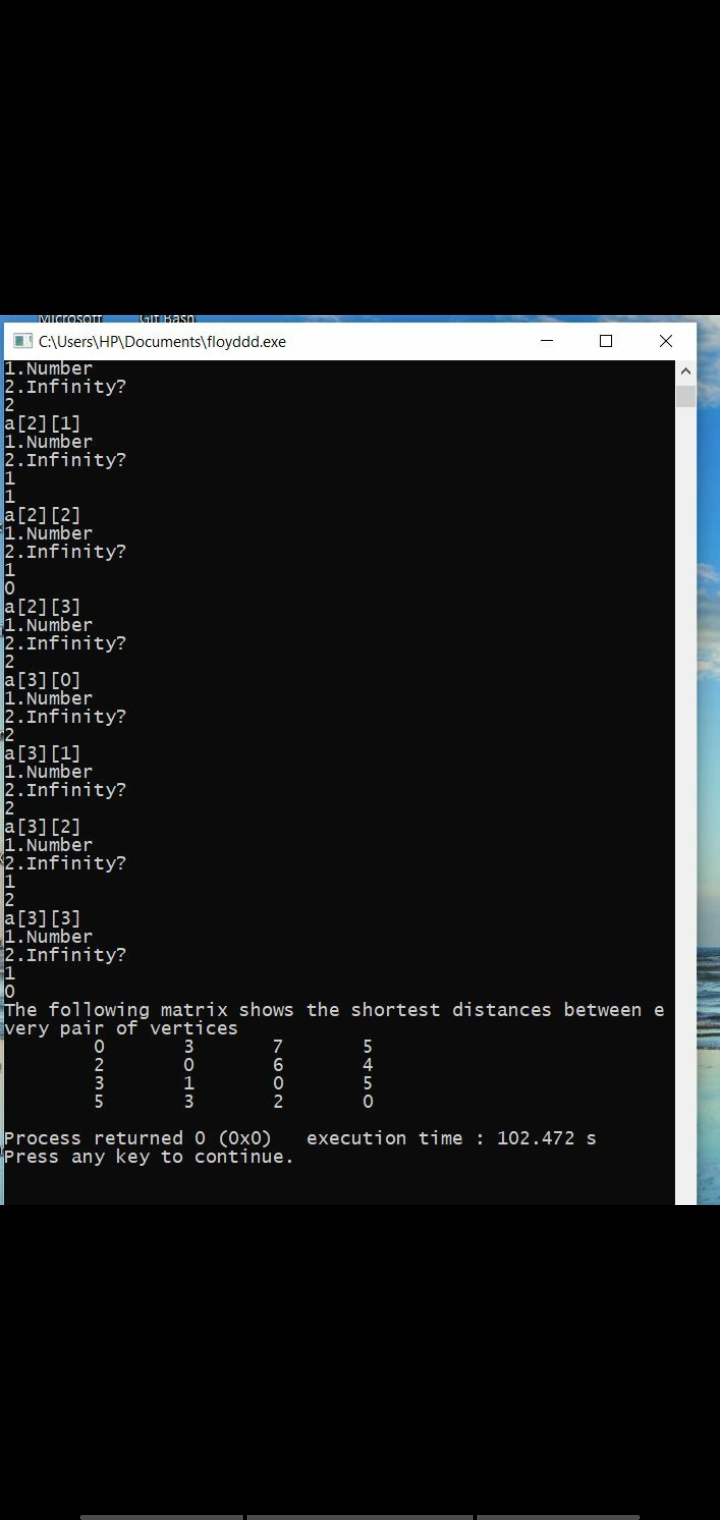 Microsoft Git Bash
C:\Users\HP\Documents\floyddd.exe
1.Number
2.Infinity?
2
a[2][1]
1.Number
2.Infinity?
1
1
a[2][2]
1.Number
2.Infinity?
1
0
a[2][3]
1.Number
2.Infinity?
2
a[3][0]
1.Number
2.Infinity?
2
a[3][1]
1.Number
2.Infinity?
2
a[3][2]
1.Number
2.Infinity?
1
2
a[3][3]
1.Number
2.Infinity?
1
0
The following matrix shows the shortest distances between e
very pair of vertices
0 3 7 5
2 0 6 4
3 1 0 5
5 3 2 0
Process returned 0 (0x0) execution time : 102.472 s
Press any key to continue.